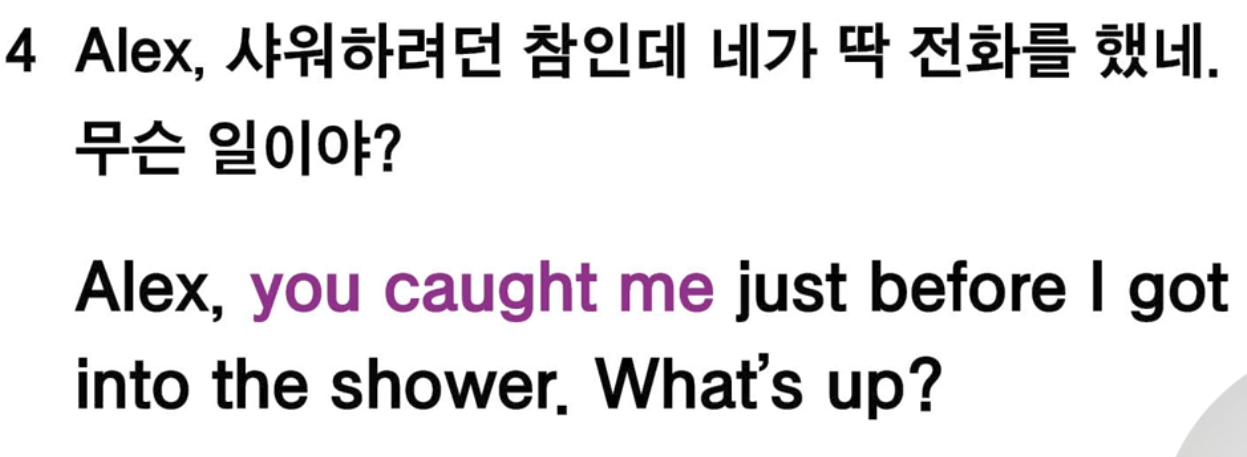 4 Alex, 샤워하려던 참인데 네가 딱 전화를 했네.
무슨 일이야?
Alex, you caught me just before I got
into the shower. What's up?